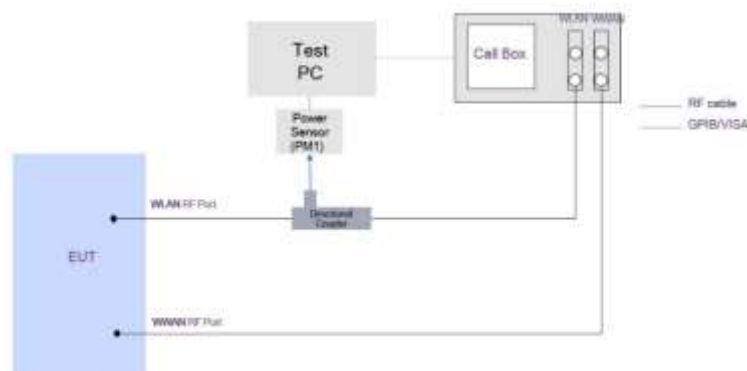 WLAN WWAN
Test
PC
Call Box
Power
Sensor
(PM1)
RF cable
GPIB/VISA
WLAN RF Port
Directional
Coupler
EUT
WWAN RF Port